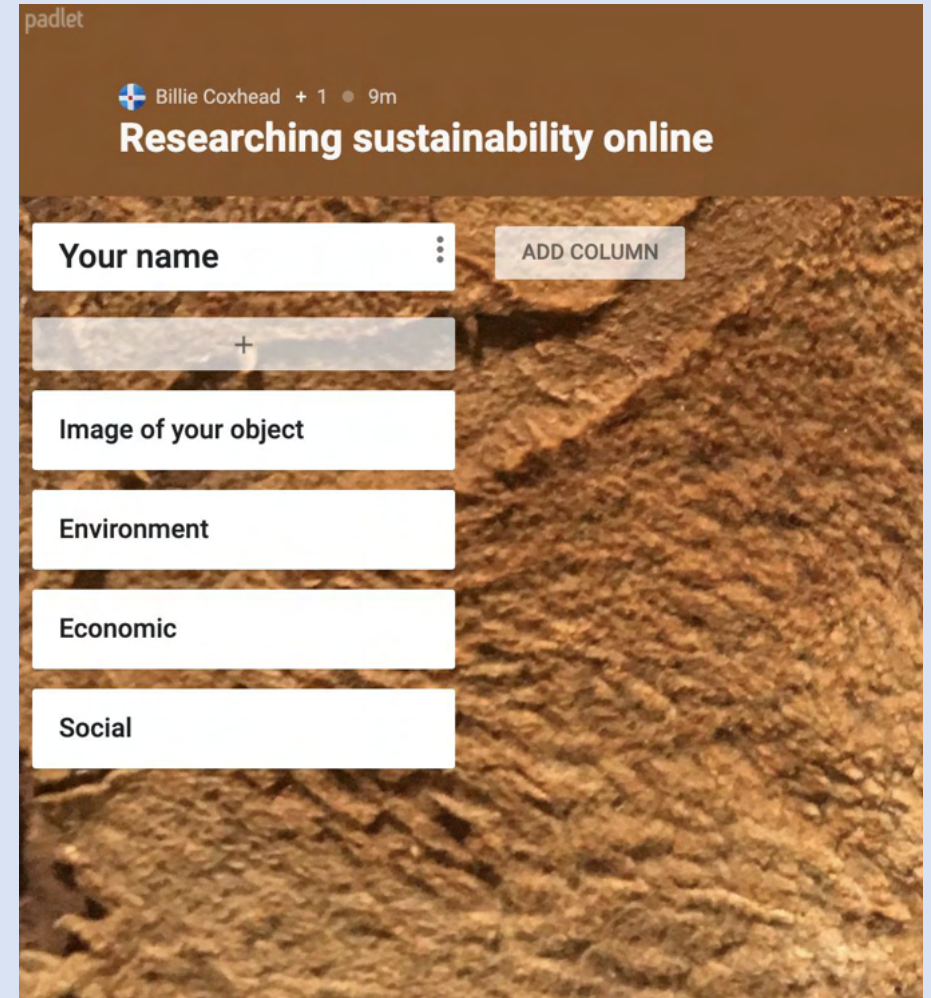 padlet
Billie Coxhead + 1 • 9m
Researching sustainability online
Your name
ADD COLUMN
+
Image of your object
Environment
Economic
Social